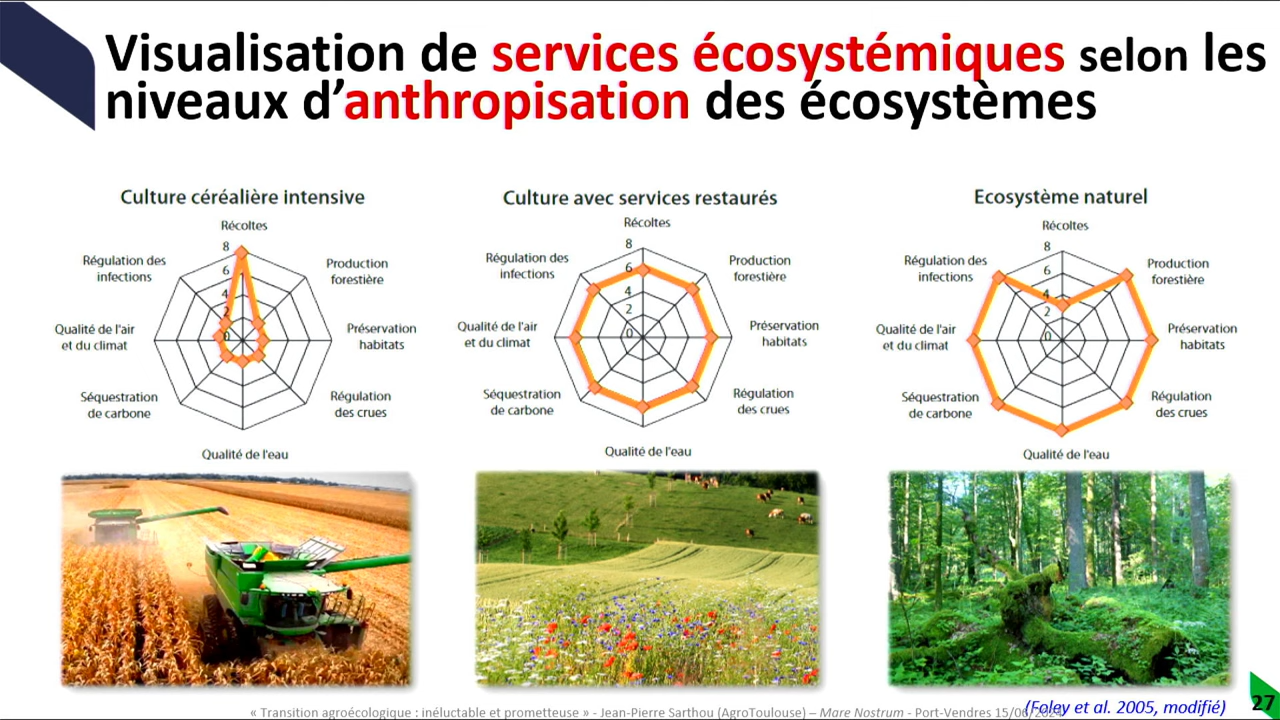 Visualisation de services écosystémiques selon les
niveaux d’anthropisation des écosystèmes
Culture céréalière intensive
Récoltes
8
6
4
2
0
Régulation des
infections
Production
forestière
Qualité de l'air
et du climat
Préservation
habitats
Séquestration
de carbone
Régulation
des crues
Qualité de l'eau
Culture avec services restaurés
Récoltes
8
6
4
2
0
Régulation des
infections
Production
forestière
Qualité de l'air
et du climat
Préservation
habitats
Séquestration
de carbone
Régulation
des crues
Qualité de l'eau
Ecosystème naturel
Récoltes
8
6
4
2
0
Régulation des
infections
Production
forestière
Qualité de l'air
et du climat
Préservation
habitats
Séquestration
de carbone
Régulation
des crues
Qualité de l'eau
(Foley et al. 2005, modifié)
27
« Transition agroécologique : inéluctable et prometteuse » - Jean-Pierre Sarthou (AgroToulouse) – Mare Nostrum - Port-Vendres 15/06/2024